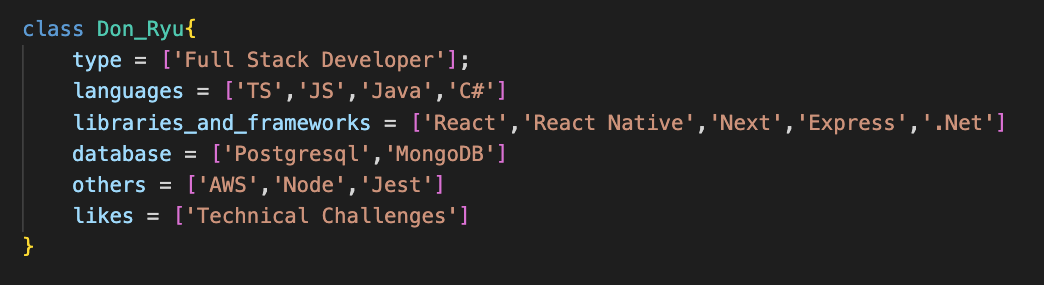 class Don_Ryu{
    type = ['Full Stack Developer'];
    languages = ['TS','JS','Java','C#']
    libraries_and_frameworks = ['React','React Native','Next','Express','.Net']
    database = ['Postgresql','MongoDB']
    others = ['AWS','Node','Jest']
    likes = ['Technical Challenges']
}